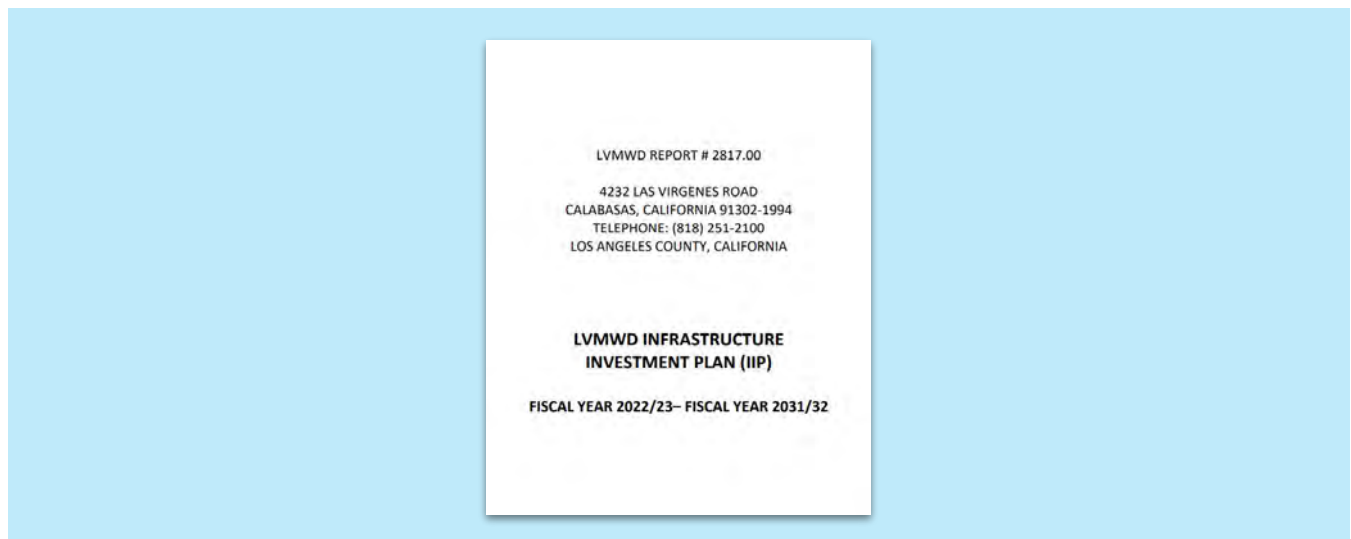 LVMWD REPORT # 2817.00
4232 LAS VIRGENES ROAD
CALABASAS, CALIFORNIA 91302-1994
TELEPHONE: (818) 251-2100
LOS ANGELES COUNTY, CALIFORNIA
LVMWD INFRASTRUCTURE
INVESTMENT PLAN (IIP)
FISCAL YEAR 2022/23– FISCAL YEAR 2031/32